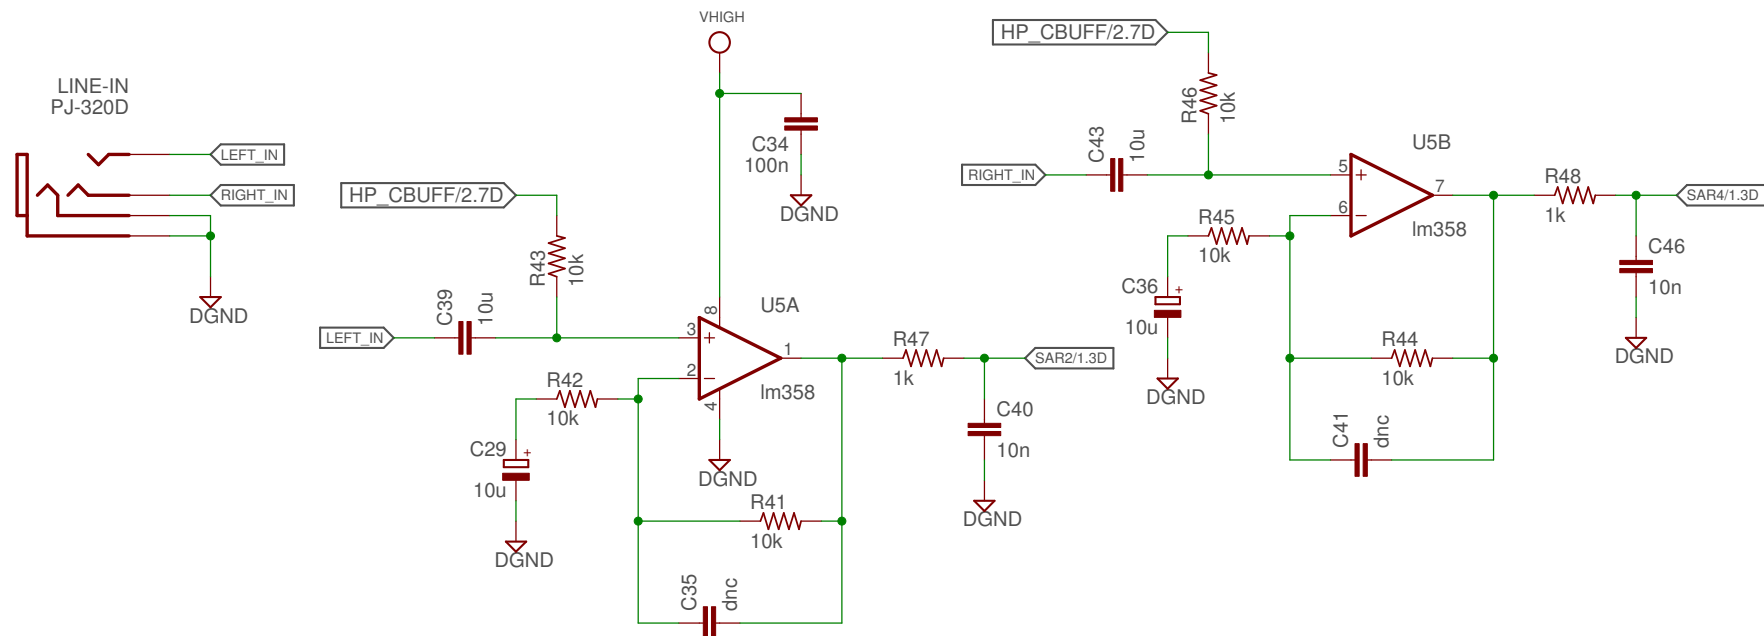 VHIGH
HP_CBUFF/2.7D
LINE-IN
PJ-320D
R46
10k
C34
100n
C43
10u
U5B
LEFT_IN
RIGHT_IN
HP_CBUFF/2.7D
DGND
RIGHT_IN
5
+
6
−
7
lm358
R48
1k
SAR4/1.3D
R43
10k
R45
10k
C46
10n
DGND
C39
10u
U5A
C36
+
10u
DGND
LEFT_IN
8
3
+
2
−
1
4
lm358
R47
1k
SAR2/1.3D
R44
10k
DGND
DGND
R42
10k
C40
10n
C41
dnc
C29
+
10u
DGND
R41
10k
DGND
DGND
C35
dnc